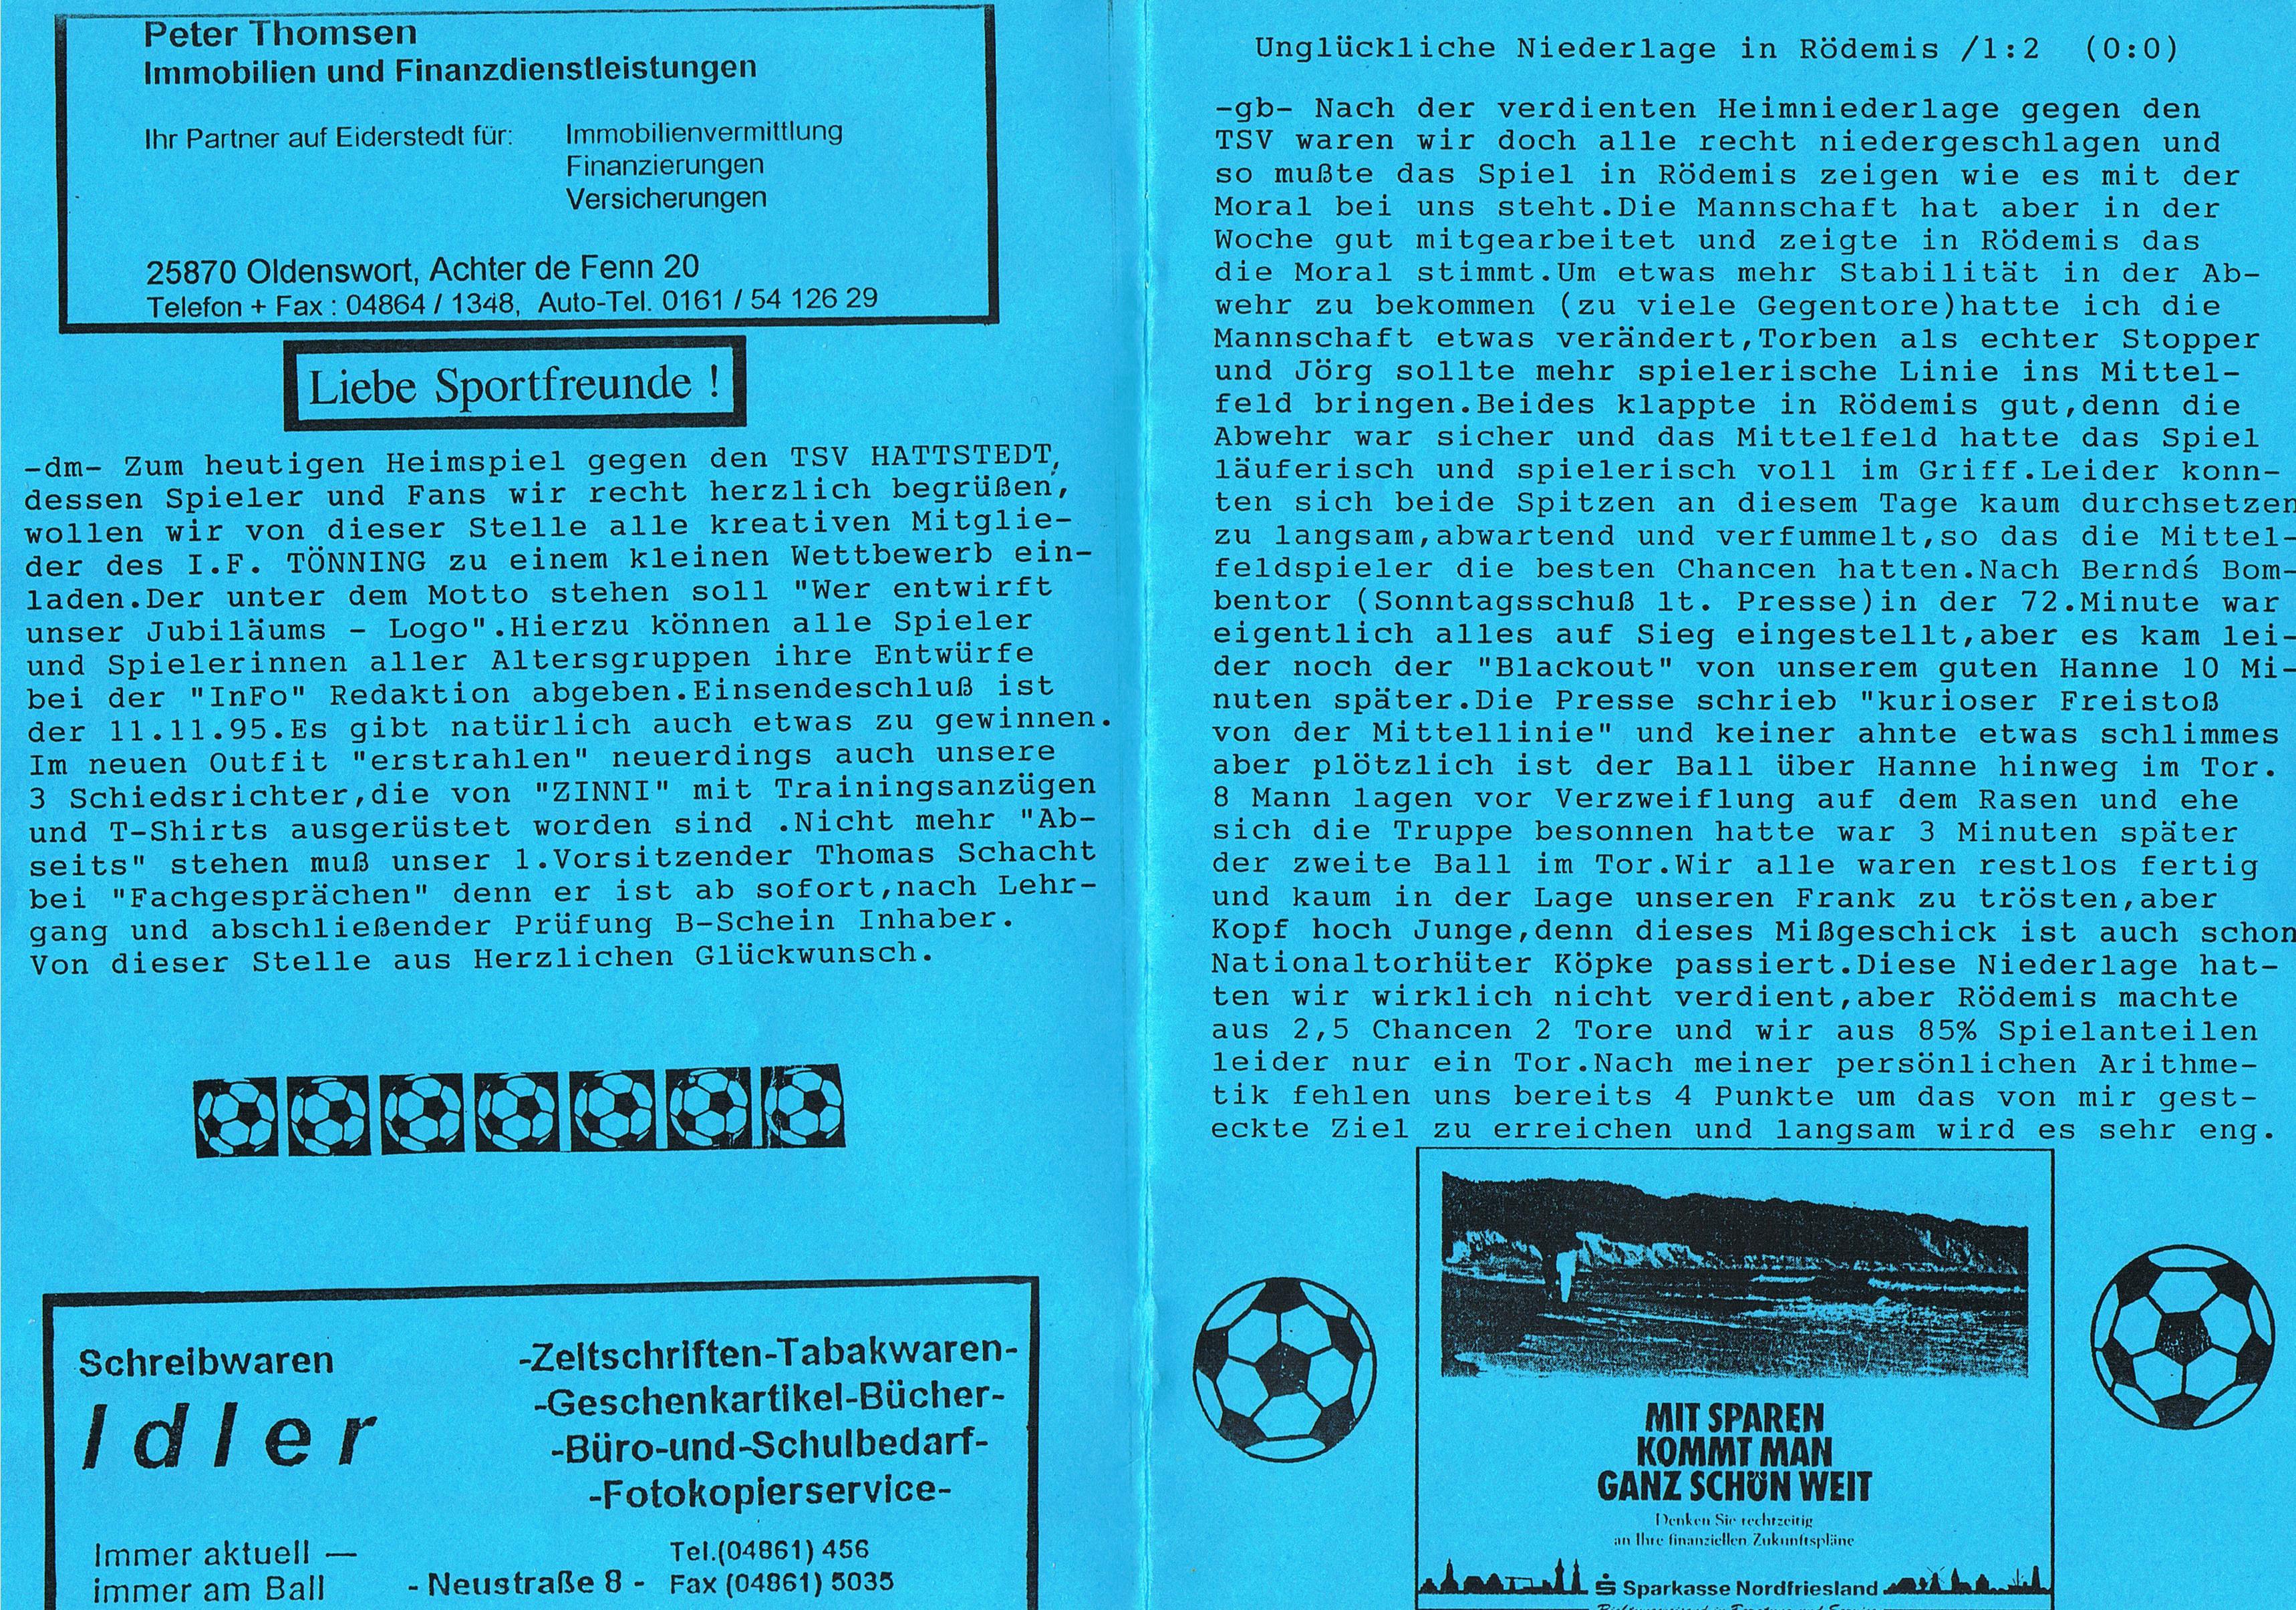 Peter Thomsen
Immobilien und Finanzdienstleistungen
Ihr Partner auf Eiderstedt für: Immobilienvermittlung
Finanzierungen
Versicherungen
25870 Oldenswort, Achter de Fenn 20
Telefon + Fax : 04864 / 1348, Auto-Tel. 0161 / 54 126 29
Liebe Sportfreunde !
-dm- Zum heutigen Heimspiel gegen den TSV HATTSTEDT,
dessen Spieler und Fans wir recht herzlich begrüßen,
wollen wir von dieser Stelle alle kreativen Mitglie-
der des I.F. TÖNNING zu einem kleinen Wettbewerb ein-
laden.Der unter dem Motto stehen soll "Wer entwirft
unser Jubiläums - Logo".Hierzu können alle Spieler
und Spielerinnen aller Altersgruppen ihre Entwürfe
bei der "InFo" Redaktion abgeben.Einsendeschluß ist
der 11.11.95.Es gibt natürlich auch etwas zu gewinnen.
Im neuen Outfit "erstrahlen" neuerdings auch unsere
3 Schiedsrichter,die von "ZINNI" mit Trainingsanzügen
und T-Shirts ausgerüstet worden sind .Nicht mehr "Ab-
seits" stehen muß unser 1.Vorsitzender Thomas Schacht
bei "Fachgesprächen" denn er ist ab sofort,nach Lehr-
gang und abschließender Prüfung B-Schein Inhaber.
Von dieser Stelle aus Herzlichen Glückwunsch.
Schreibwaren
Idler
-Zeitschriften-Tabakwaren-
-Geschenkartikel-Bücher-
-Büro-und-Schulbedarf-
-Fotokopierservice-
Immer aktuell —
immer am Ball
- Neustraße 8 -
Tel.(04861) 456
Fax (04861) 5035
Unglückliche Niederlage in Rödemis /1:2 (0:0)
-gb- Nach der verdienten Heimniederlage gegen den
TSV waren wir doch alle recht niedergeschlagen und
so mußte das Spiel in Rödemis zeigen wie es mit der
Moral bei uns steht.Die Mannschaft hat aber in der
Woche gut mitgearbeitet und zeigte in Rödemis das
die Moral stimmt.Um etwas mehr Stabilität in der Ab-
wehr zu bekommen (zu viele Gegentore)hatte ich die
Mannschaft etwas verändert,Torben als echter Stopper
und Jörg sollte mehr spielerische Linie ins Mittel-
feld bringen.Beides klappte in Rödemis gut,denn die
Abwehr war sicher und das Mittelfeld hatte das Spiel
läuferisch und spielerisch voll im Griff.Leider konn-
ten sich beide Spitzen an diesem Tage kaum durchsetzen
zu langsam,abwartend und verfummelt,so das die Mittel-
feldspieler die besten Chancen hatten.Nach Bernd´s Bom-
bentor (Sonntagsschuß lt. Presse)in der 72.Minute war
eigentlich alles auf Sieg eingestellt,aber es kam lei-
der noch der "Blackout" von unserem guten Hanne 10 Mi-
nuten später.Die Presse schrieb "kurioser Freistoß
von der Mittellinie" und keiner ahnte etwas schlimmes
aber plötzlich ist der Ball über Hanne hinweg im Tor.
8 Mann lagen vor Verzweiflung auf dem Rasen und ehe
sich die Truppe besonnen hatte war 3 Minuten später
der zweite Ball im Tor.Wir alle waren restlos fertig
und kaum in der Lage unseren Frank zu trösten,aber
Kopf hoch Junge,denn dieses Mißgeschick ist auch schon
Nationaltorhüter Köpke passiert.Diese Niederlage hat-
ten wir wirklich nicht verdient,aber Rödemis machte
aus 2,5 Chancen 2 Tore und wir aus 85% Spielanteilen
leider nur ein Tor.Nach meiner persönlichen Arithme-
tik fehlen uns bereits 4 Punkte um das von mir gest-
eckte Ziel zu erreichen und langsam wird es sehr eng.
MIT SPAREN
KOMMT MAN
GANZ SCHÖN WEIT
Denken Sie rechtzeitig
an Ihre finanziellen Zukunftspläne
Sparkasse Nordfriesland